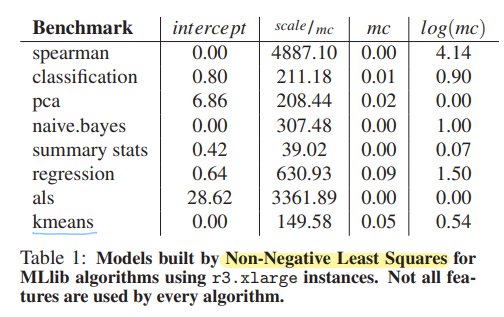 Benchmark intercept scale/mc mc log(mc)
spearman 0.00 4887.10 0.00 4.14
classification 0.80 211.18 0.01 0.90
pca 6.86 208.44 0.02 0.00
naive.bayes 0.00 307.48 0.00 1.00
summary stats 0.42 39.02 0.00 0.07
regression 0.64 630.93 0.09 1.50
als 28.62 3361.89 0.00 0.00
kmeans 0.00 149.58 0.05 0.54
Table 1: Models built by Non-Negative Least Squares for
MLlib algorithms using r3.xlarge instances. Not all fea-
tures are used by every algorithm.